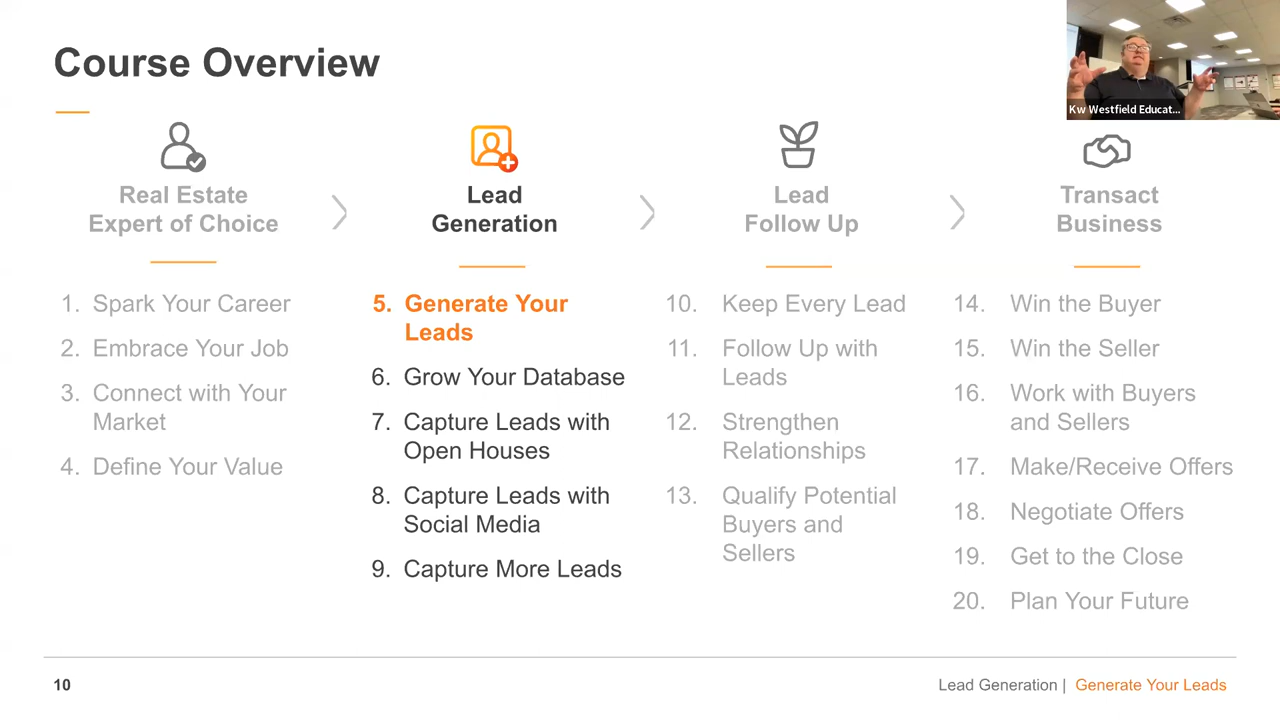 Course Overview
Kw Westfield Educat...
Real Estate
Expert of Choice
1. Spark Your Career
2. Embrace Your Job
3. Connect with Your
Market
4. Define Your Value
Lead
Generation
5. Generate Your
Leads
6. Grow Your Database
7. Capture Leads with
Open Houses
8. Capture Leads with
Social Media
9. Capture More Leads
Lead
Follow Up
10. Keep Every Lead
11. Follow Up with
Leads
12. Strengthen
Relationships
13. Qualify Potential
Buyers and
Sellers
Transact
Business
14. Win the Buyer
15. Win the Seller
16. Work with Buyers
and Sellers
17. Make/Receive Offers
18. Negotiate Offers
19. Get to the Close
20. Plan Your Future
10
Lead Generation | Generate Your Leads